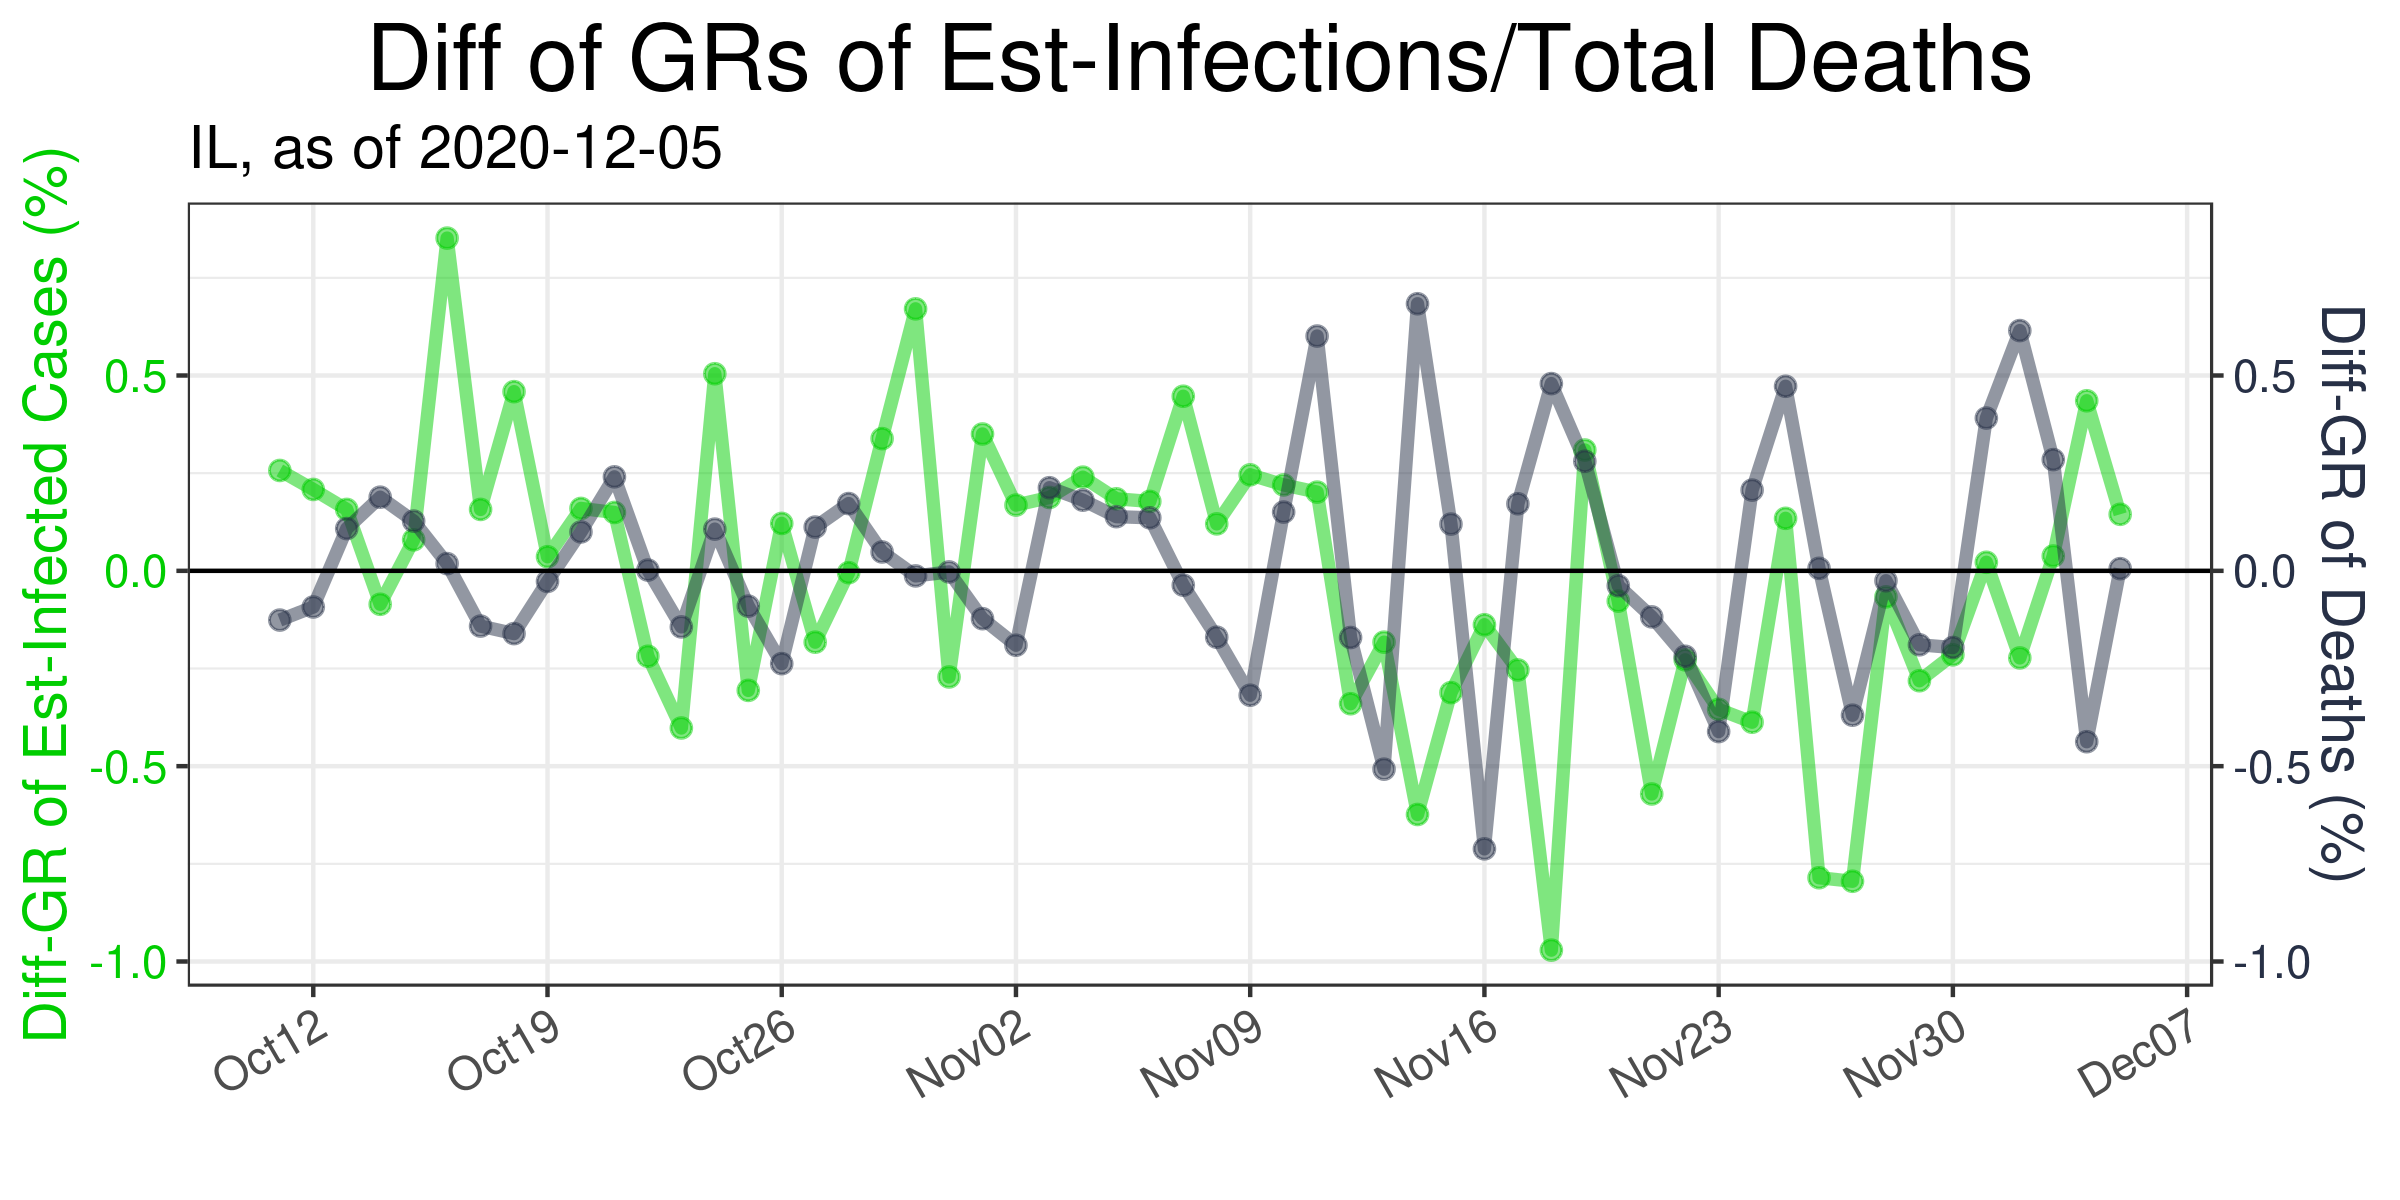 Diff of GRs of Est-Infections/Total Deaths
IL, as of 2020-12-05
Diff-GR of Est-Infected Cases (%)
0.5
0.0
-0.5
-1.0
0.5
0.0
-0.5
-1.0
Diff-GR of Deaths (%)
Oct12
Oct19
Oct26
Nov02
Nov09
Nov16
Nov23
Nov30
Dec07